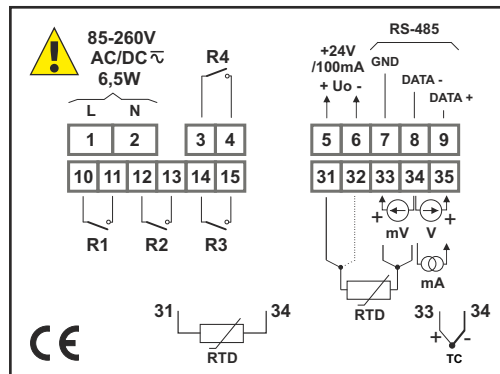 85-260V
AC/DC
6,5W
L N
R4
+24V
/100mA
+ Uo -
RS-485
GND
DATA -
DATA +
1 2 3 4 5 6 7 8 9
10 11 12 13 14 15 31 32 33 34 35
R1 R2 R3
+ mV V +
mA
RTD
31 34
RTD
33 34
+ -
TC
CE